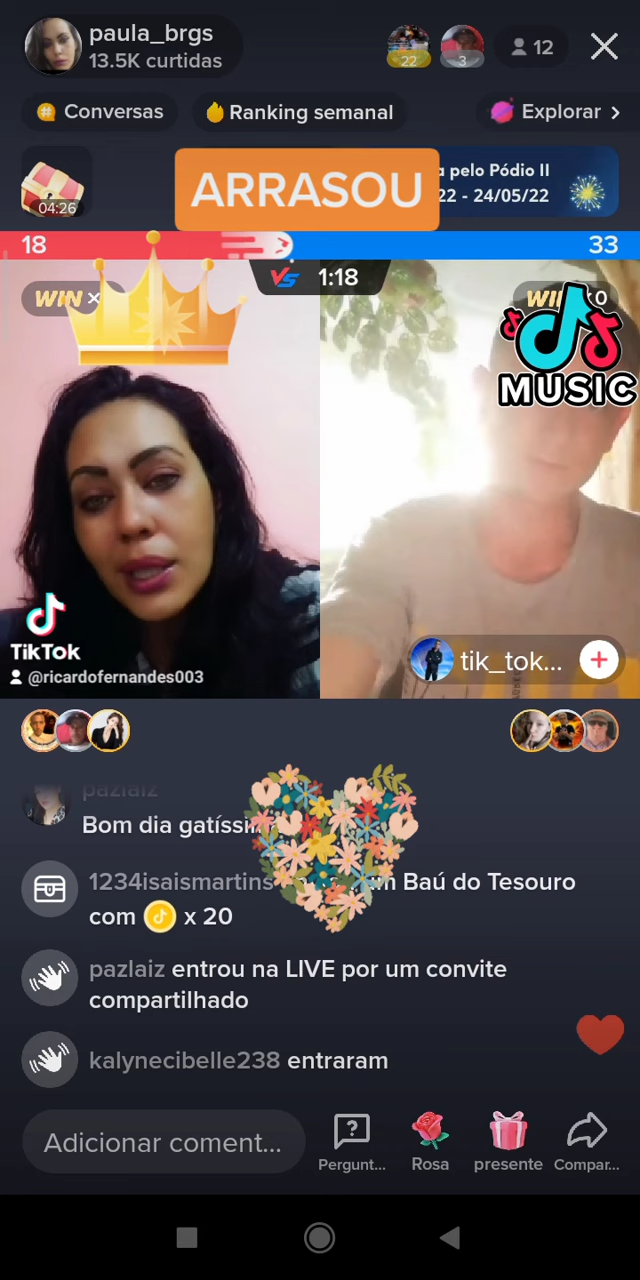 paula_brgs
13.5K curtidas
22
3
12
Conversas
Ranking semanal
Explorar
04:26
ARRASOU
a pelo Pódio II
22 - 24/05/22
18
33
WIN ×
VS 1:18
MUSIC
TikTok
@ricardofernandes003
tik_tok...
pazlaiz
Bom dia
1234isaismartins Baú do Tesouro
com x 20
pazlaiz entrou na LIVE por um convite
compartilhado
kalynecibelle238 entraram
Adicionar coment...
Pergunt...
Rosa
presente
Compar...